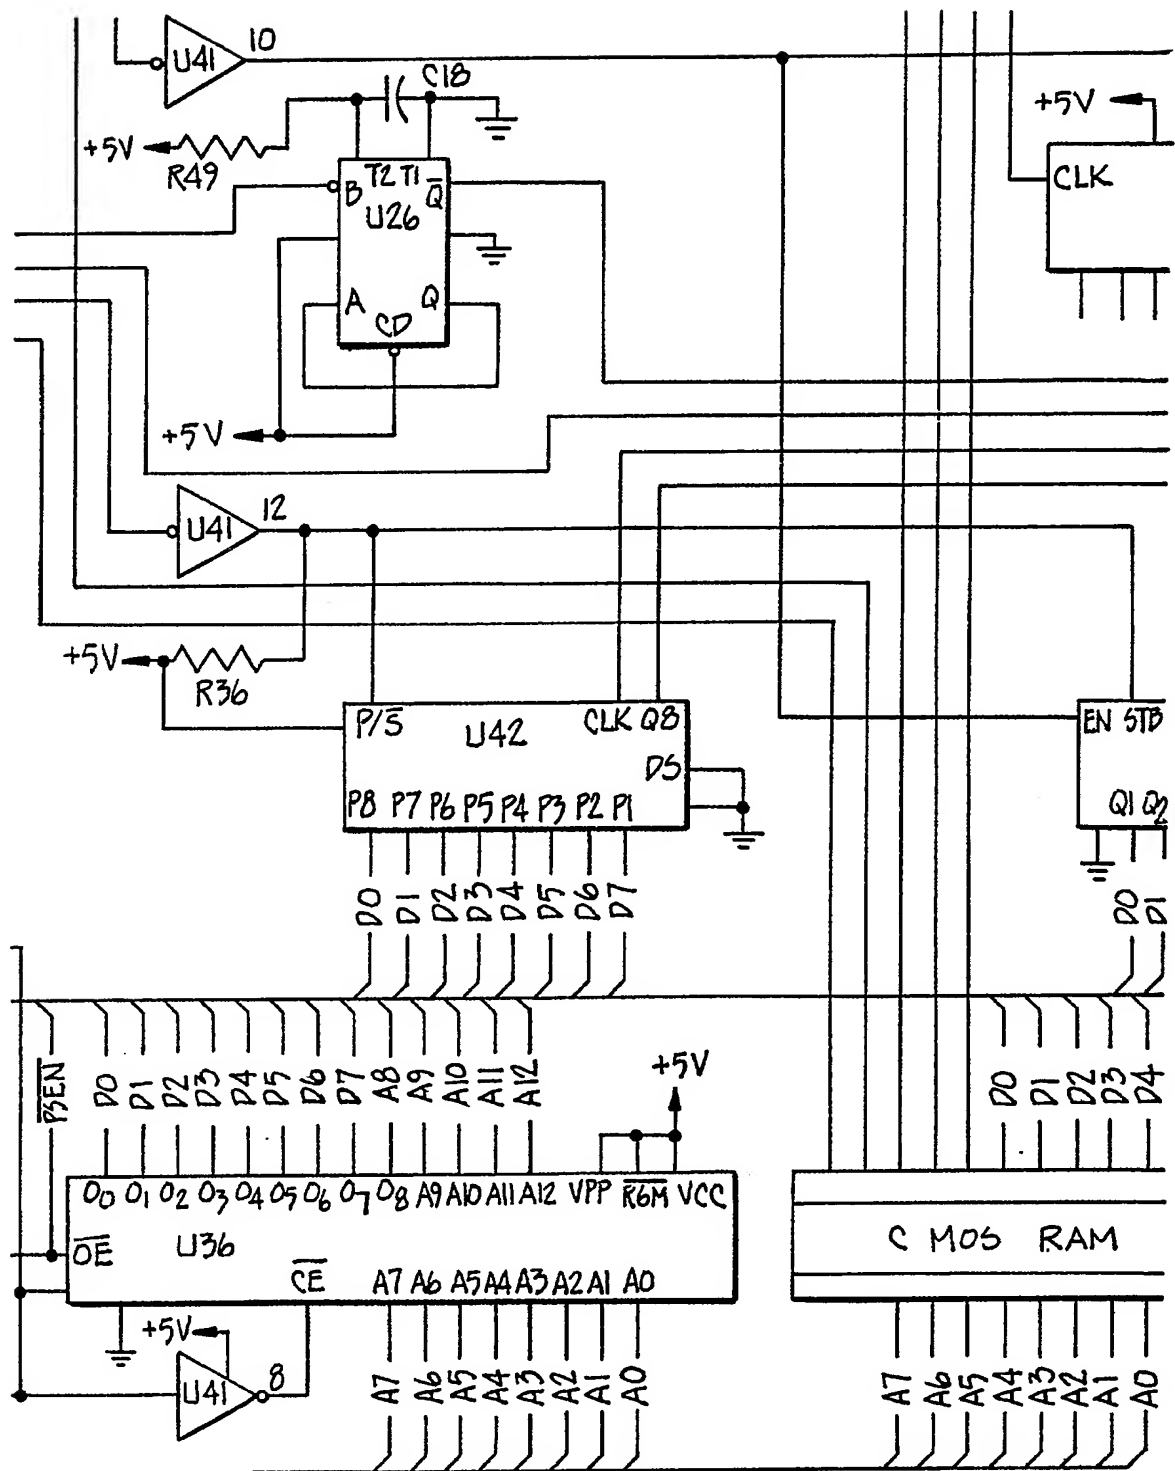 U41 10
C18
+5V
+5V
R49
T2 T1
B Q̅
U26
CLK
A Q
CD
+5V
U41 12
+5V
R36
P/S̅ CLK Q8
U42
EN S̅T̅B̅
DS
P8 P7 P6 P5 P4 P3 P2 P1
Q1 Q2
D0 D1 D2 D3 D4 D5 D6 D7
D0 D1
P̅S̅E̅N̅ D0 D1 D2 D3 D4 D5 D6 D7 A8 A9 A10 A11 A12
+5V
D0 D1 D2 D3 D4
O0 O1 O2 O3 O4 O5 O6 O7 O8 A9 A10 A11 A12 VPP R̅G̅M̅ VCC
O̅E̅ U36
C MOS RAM
C̅E̅ A7 A6 A5 A4 A3 A2 A1 A0
+5V
U41 8
A7 A6 A5 A4 A3 A2 A1 A0
A7 A6 A5 A4 A3 A2 A1 A0